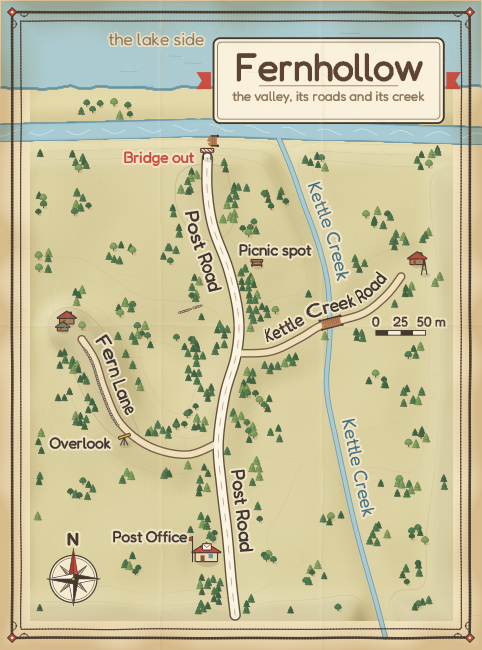 the lake side
Fernhollow
the valley, its roads and its creek
Bridge out
Kettle Creek
Post Road
Picnic spot
Kettle Creek Road
0 25 50 m
Fern Lane
Overlook
Kettle Creek
Post Road
Post Office
N